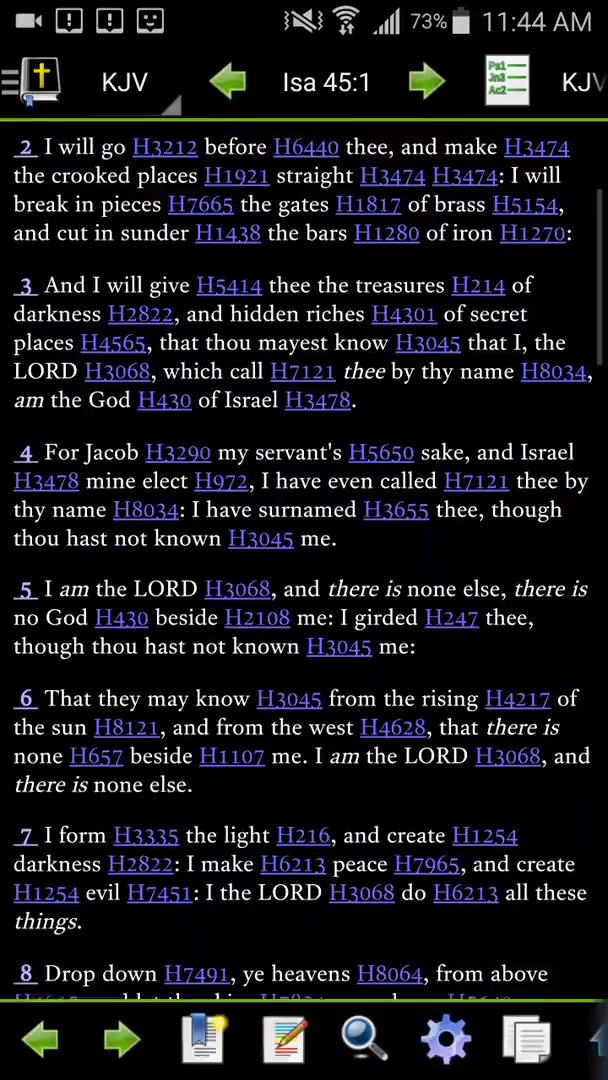 73% 11:44 AM
KJV Isa 45:1 Ps1 Jn3 Ac2 KJV
2 I will go H3212 before H6440 thee, and make H3474
the crooked places H1921 straight H3474 H3474: I will
break in pieces H7665 the gates H1817 of brass H5154,
and cut in sunder H1438 the bars H1280 of iron H1270:
3 And I will give H5414 thee the treasures H214 of
darkness H2822, and hidden riches H4301 of secret
places H4565, that thou mayest know H3045 that I, the
LORD H3068, which call H7121 thee by thy name H8034,
am the God H430 of Israel H3478.
4 For Jacob H3290 my servant's H5650 sake, and Israel
H3478 mine elect H972, I have even called H7121 thee by
thy name H8034: I have surnamed H3655 thee, though
thou hast not known H3045 me.
5 I am the LORD H3068, and there is none else, there is
no God H430 beside H2108 me: I girded H247 thee,
though thou hast not known H3045 me:
6 That they may know H3045 from the rising H4217 of
the sun H8121, and from the west H4628, that there is
none H657 beside H1107 me. I am the LORD H3068, and
there is none else.
7 I form H3335 the light H216, and create H1254
darkness H2822: I make H6213 peace H7965, and create
H1254 evil H7451: I the LORD H3068 do H6213 all these
things.
8 Drop down H7491, ye heavens H8064, from above